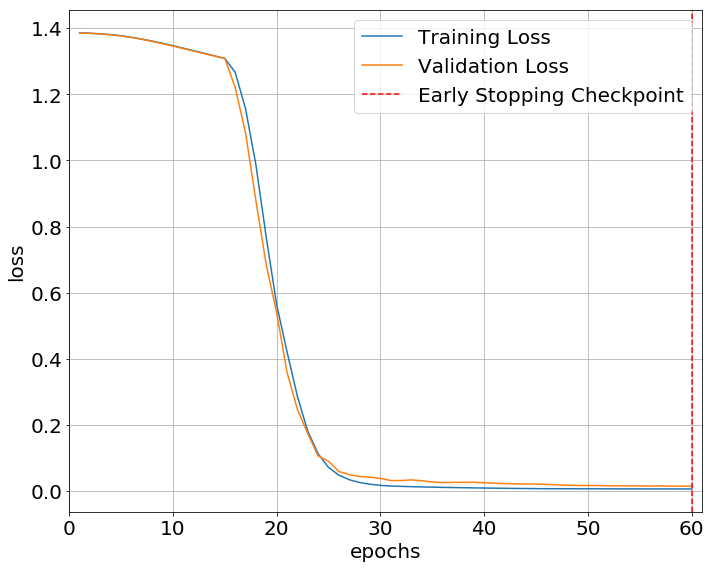 1.4
1.2
1.0
0.8
0.6
0.4
0.2
0.0
loss
Training Loss
Validation Loss
Early Stopping Checkpoint
0 10 20 30 40 50 60
epochs